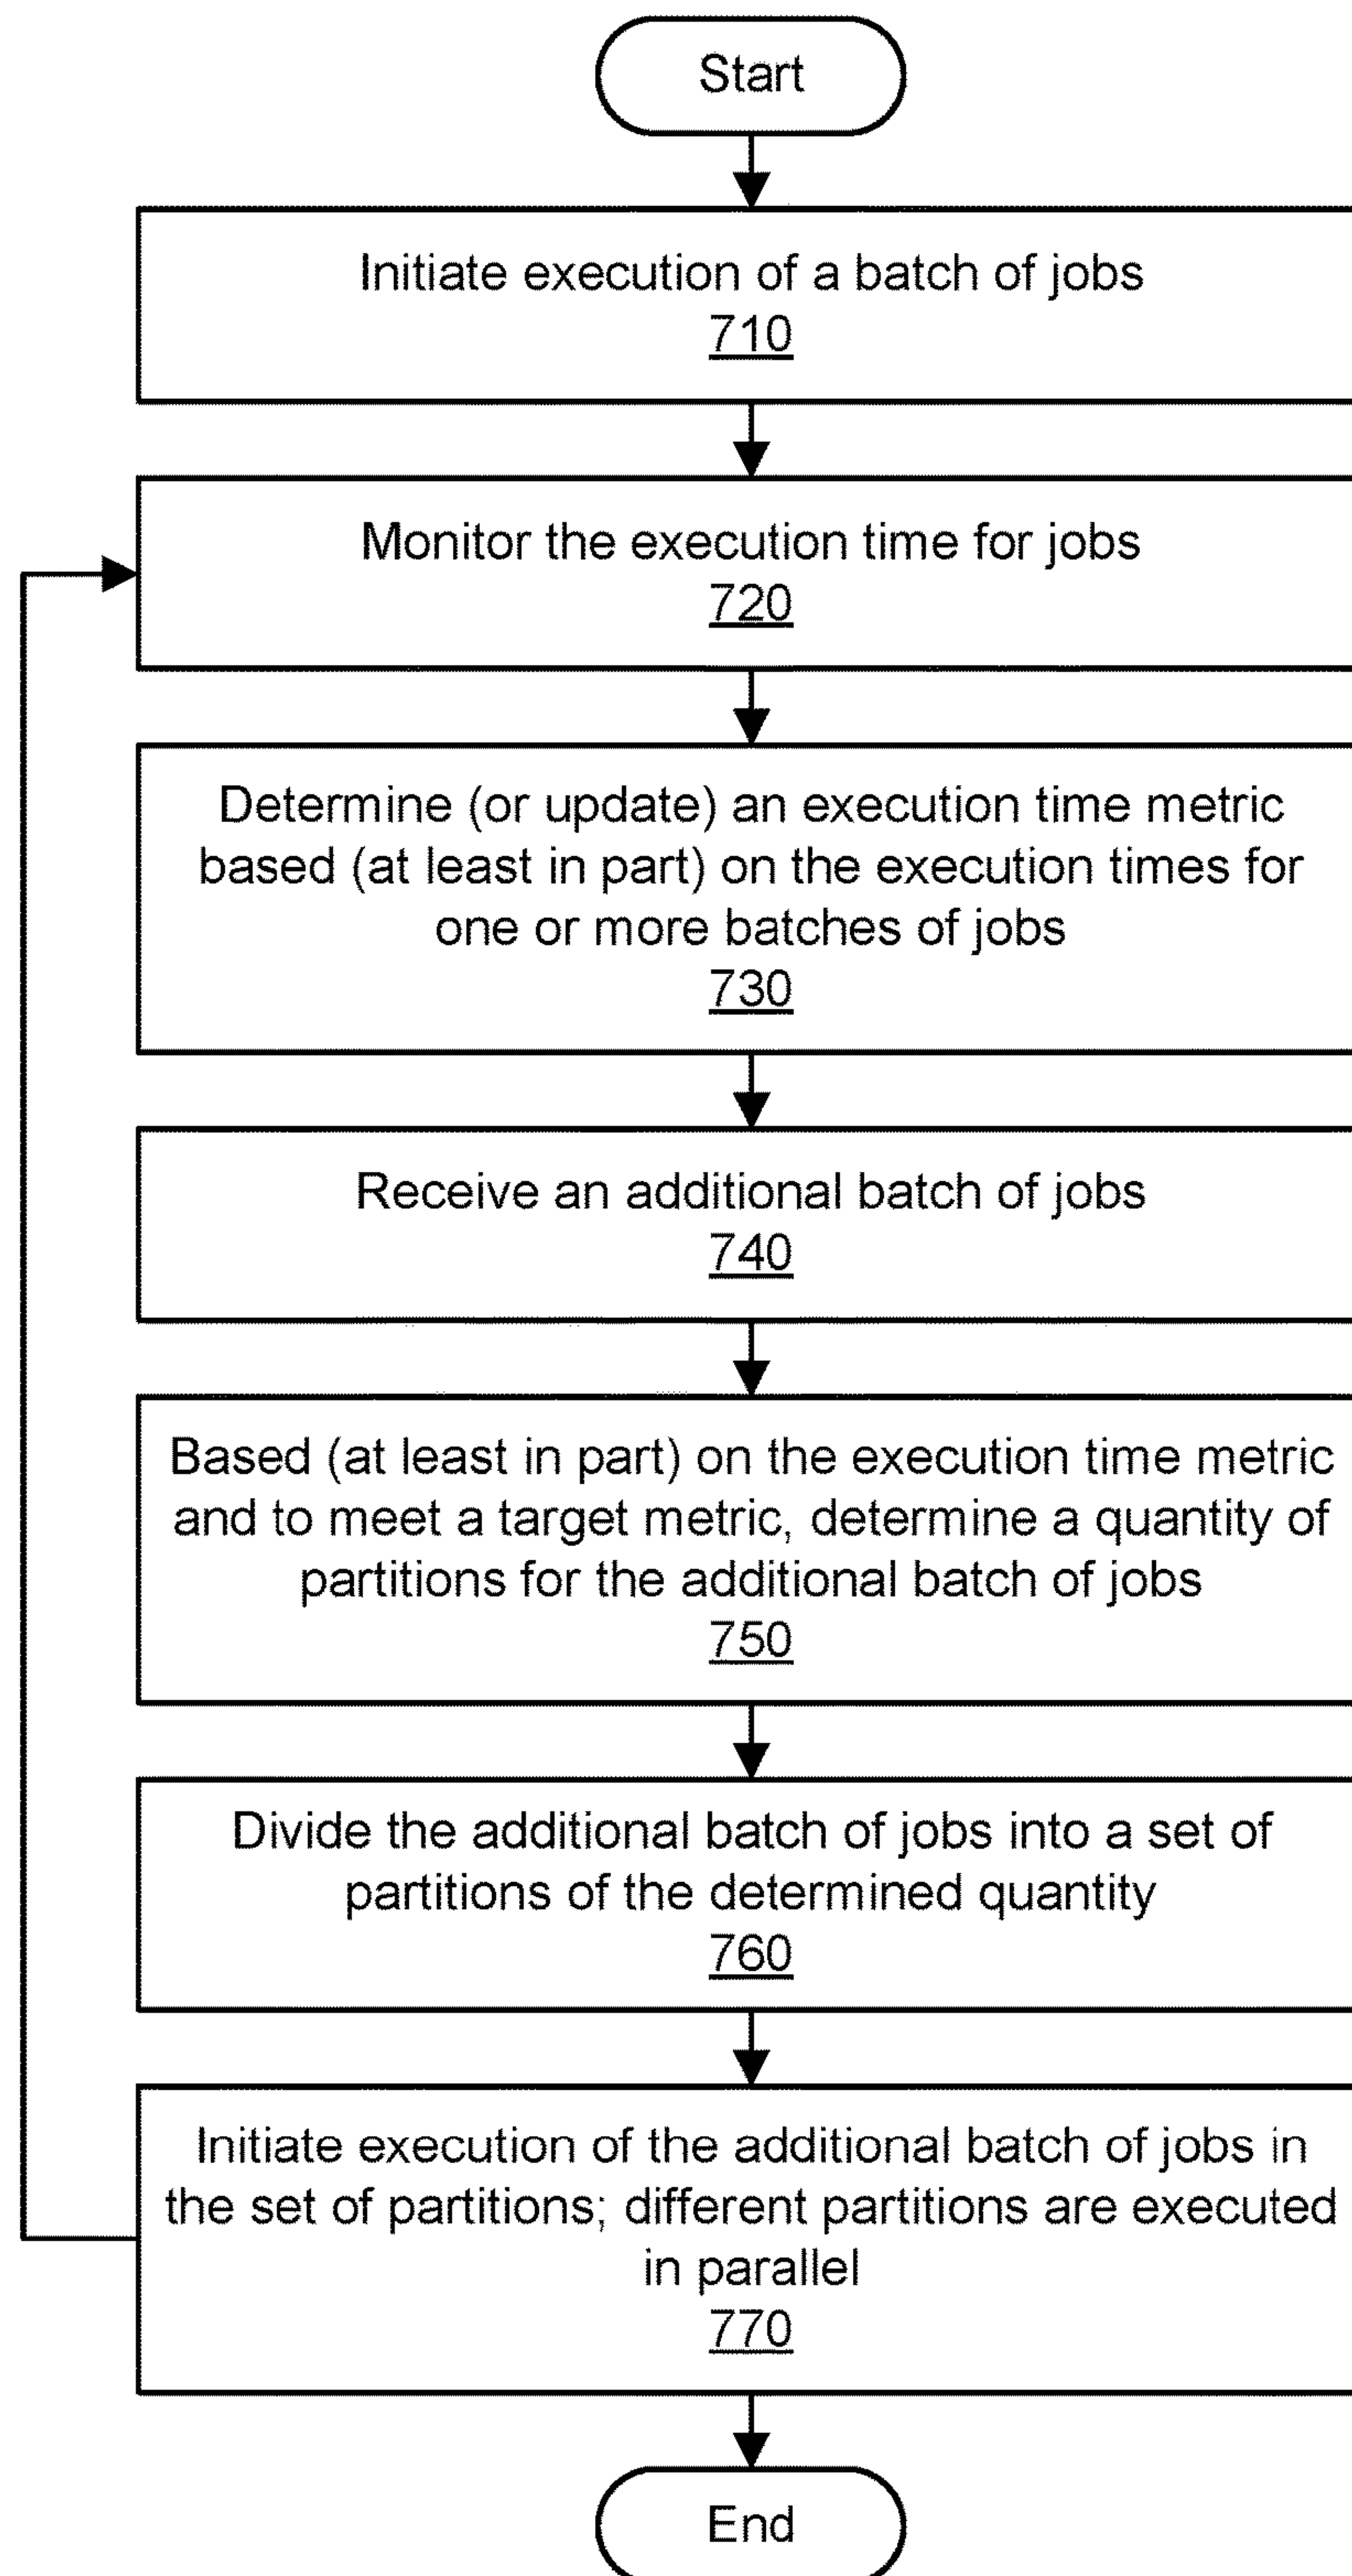 Start
Initiate execution of a batch of jobs
710
Monitor the execution time for jobs
720
Determine (or update) an execution time metric
based (at least in part) on the execution times for
one or more batches of jobs
730
Receive an additional batch of jobs
740
Based (at least in part) on the execution time metric
and to meet a target metric, determine a quantity of
partitions for the additional batch of jobs
750
Divide the additional batch of jobs into a set of
partitions of the determined quantity
760
Initiate execution of the additional batch of jobs in
the set of partitions; different partitions are executed
in parallel
770
End